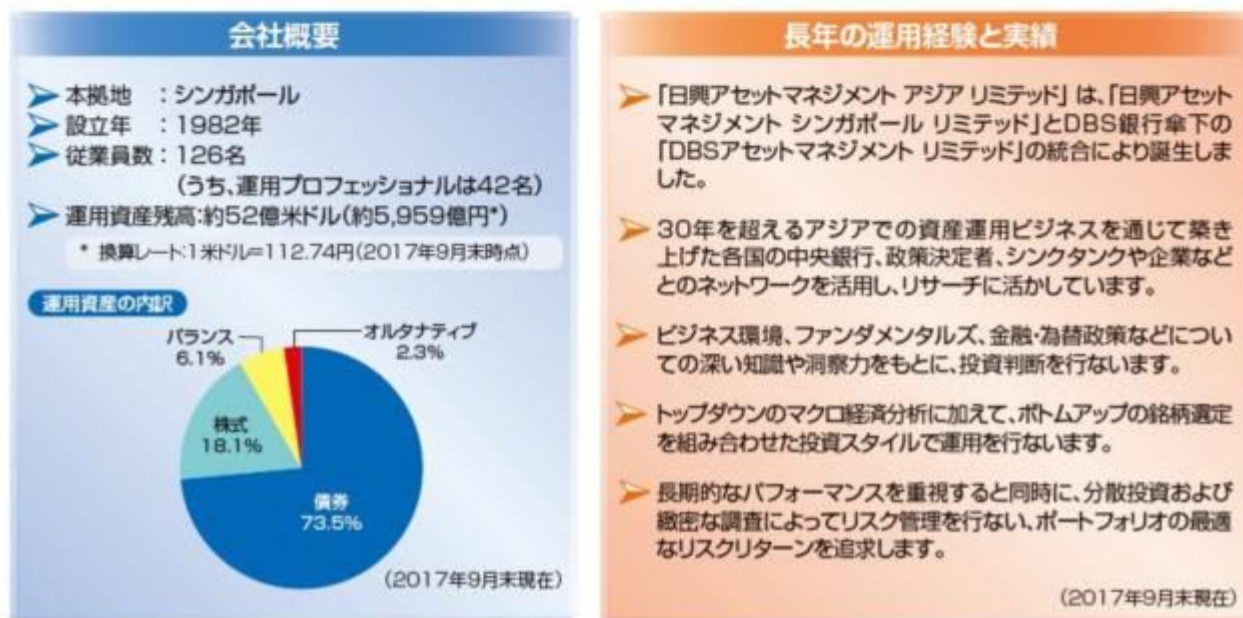 会社概要
本拠地 ：シンガポール
設立年 ：1982年
従業員数：126名
（うち、運用プロフェッショナルは42名）
運用資産残高：約52億米ドル（約5,959億円*）
* 換算レート：1米ドル=112.74円（2017年9月末時点）
運用資産の内訳
バランス
6.1%
オルタナティブ
2.3%
株式
18.1%
債券
73.5%
（2017年9月末現在）
長年の運用経験と実績
「日興アセットマネジメント アジア リミテッド」は、「日興アセット
マネジメント シンガポール リミテッド」とDBS銀行傘下の
「DBSアセットマネジメント リミテッド」の統合により誕生しま
した。
30年を超えるアジアでの資産運用ビジネスを通じて築き
上げた各国の中央銀行、政策決定者、シンクタンクや企業など
とのネットワークを活用し、リサーチに活かしています。
ビジネス環境、ファンダメンタルズ、金融・為替政策などについ
ての深い知識や洞察力をもとに、投資判断を行ないます。
トップダウンのマクロ経済分析に加えて、ボトムアップの銘柄選定
を組み合わせた投資スタイルで運用を行ないます。
長期的なパフォーマンスを重視すると同時に、分散投資および
緻密な調査によってリスク管理を行ない、ポートフォリオの最適
なリスクリターンを追求します。
（2017年9月末現在）